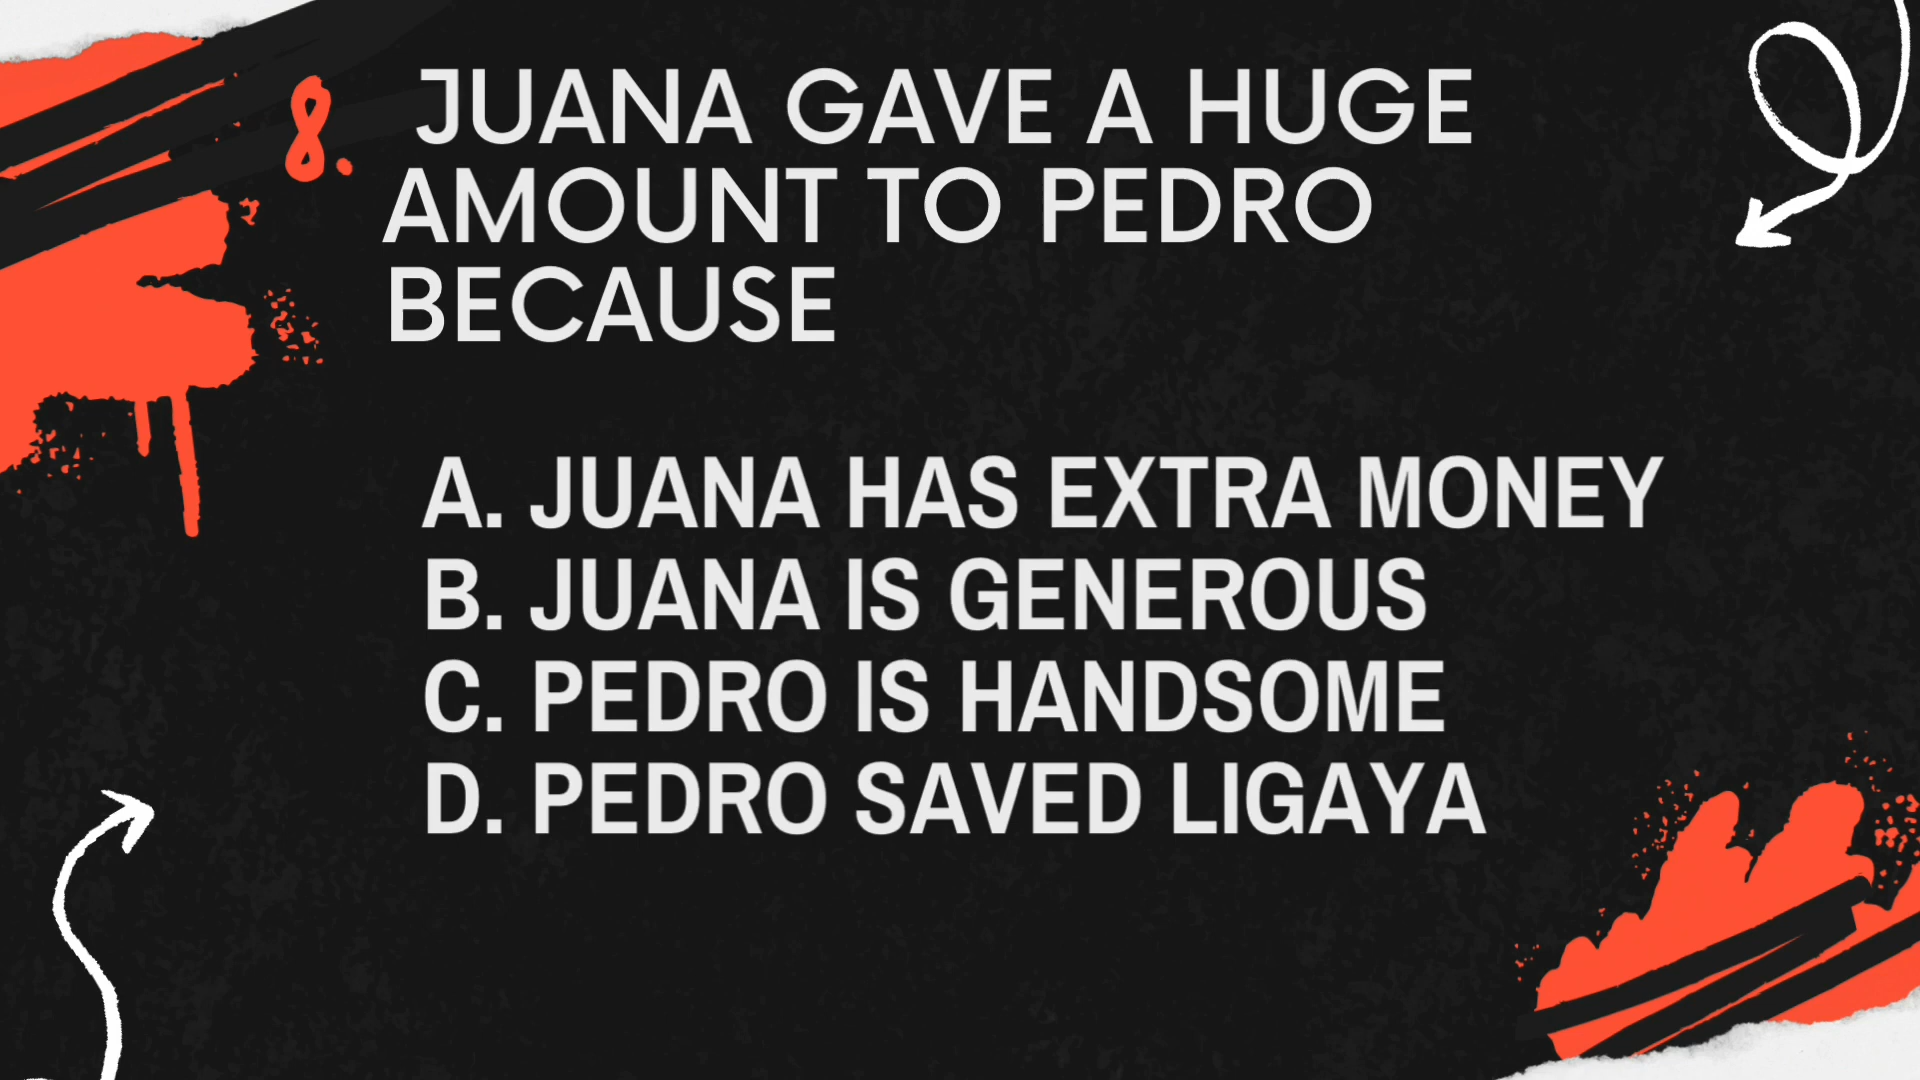 8. JUANA GAVE A HUGE
AMOUNT TO PEDRO
BECAUSE
A. JUANA HAS EXTRA MONEY
B. JUANA IS GENEROUS
C. PEDRO IS HANDSOME
D. PEDRO SAVED LIGAYA